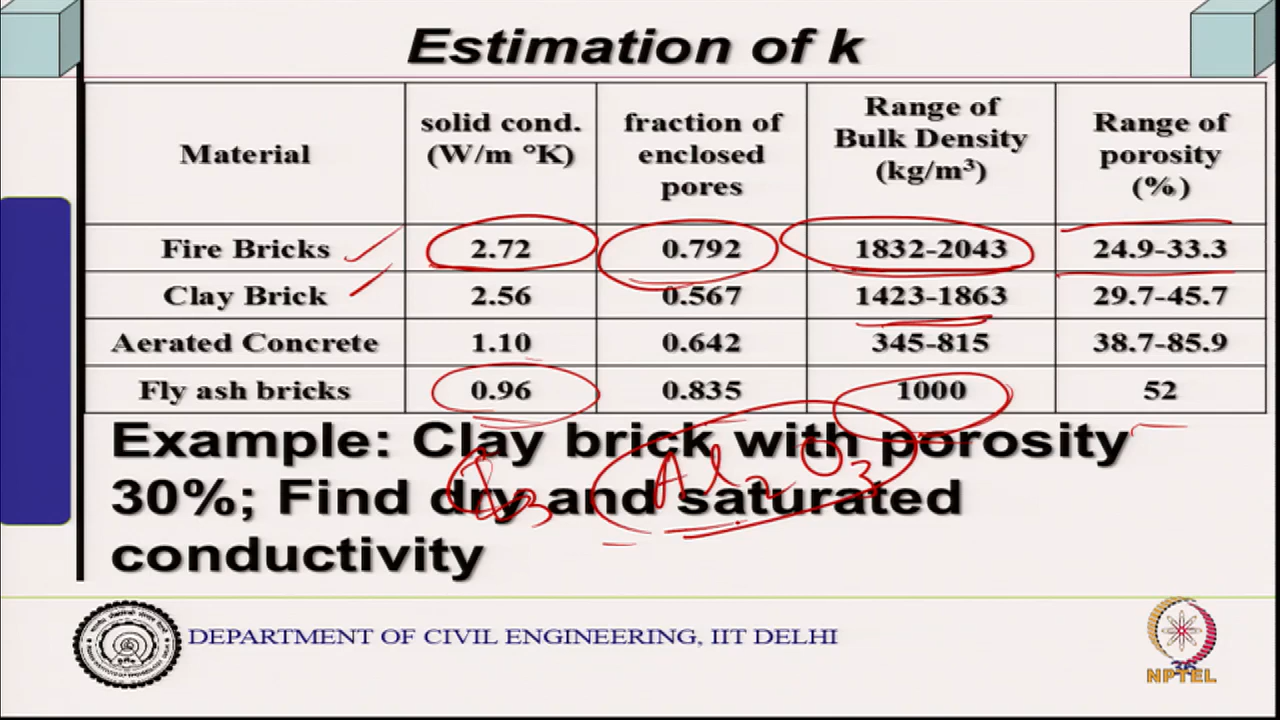 Estimation of k
Material | solid cond. (W/m °K) | fraction of enclosed pores | Range of Bulk Density (kg/m³) | Range of porosity (%)
Fire Bricks | 2.72 | 0.792 | 1832-2043 | 24.9-33.3
Clay Brick | 2.56 | 0.567 | 1423-1863 | 29.7-45.7
Aerated Concrete | 1.10 | 0.642 | 345-815 | 38.7-85.9
Fly ash bricks | 0.96 | 0.835 | 1000 | 52
Example: Clay brick with porosity
30%; Find dry and saturated
conductivity
Al2O3
DEPARTMENT OF CIVIL ENGINEERING, IIT DELHI
NPTEL